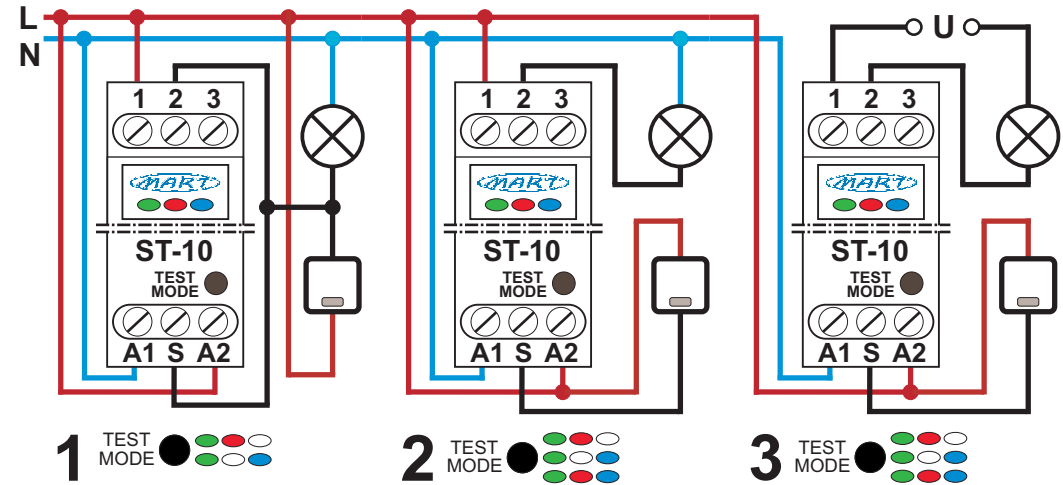 L
N
U
1 2 3
1 2 3
1 2 3
MART
MART
MART
ST-10
ST-10
ST-10
TEST
MODE
TEST
MODE
TEST
MODE
A1 S A2
A1 S A2
A1 S A2
1 TEST
MODE
2 TEST
MODE
3 TEST
MODE